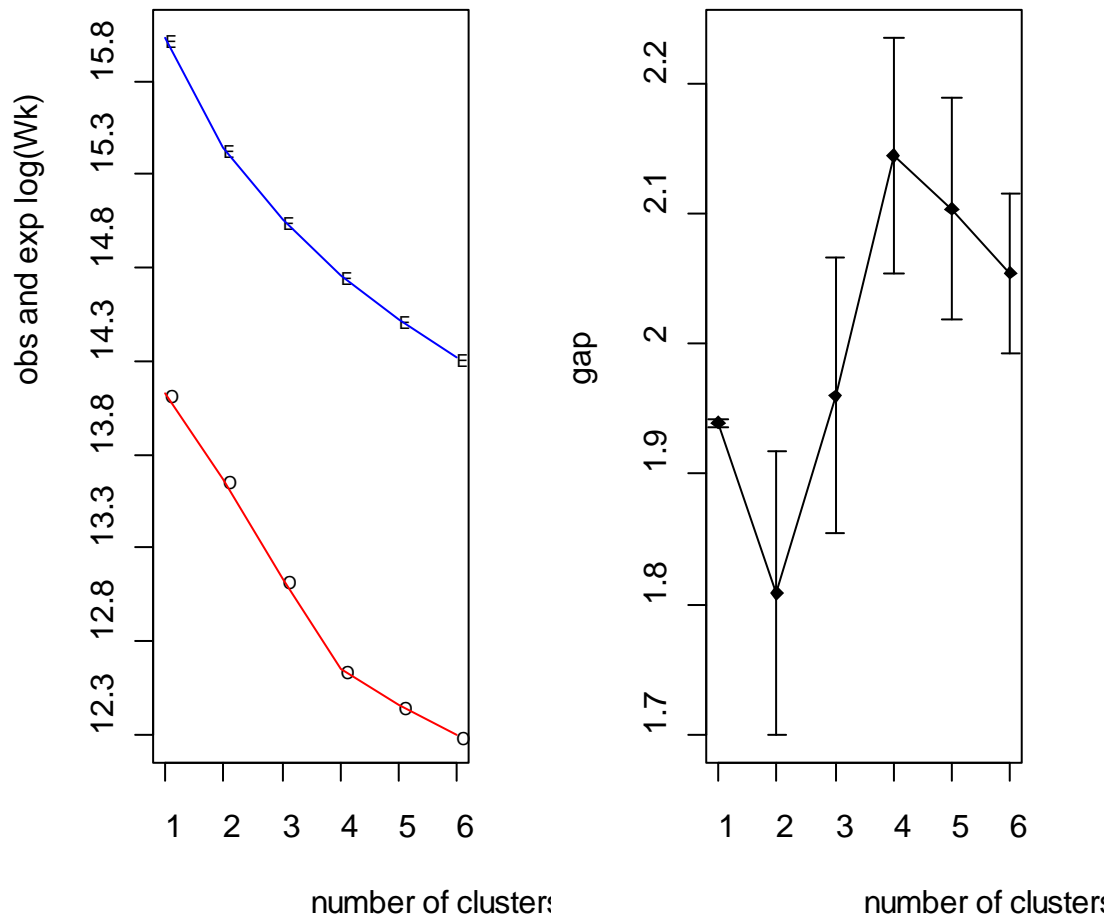 obs and exp log(Wk)
15.8
15.3
14.8
14.3
13.8
13.3
12.8
12.3
E
E
E
E
E
E
O
O
O
O
O
O
1 2 3 4 5 6
number of clusters
gap
2.2
2.1
2
1.9
1.8
1.7
1 2 3 4 5 6
number of clusters